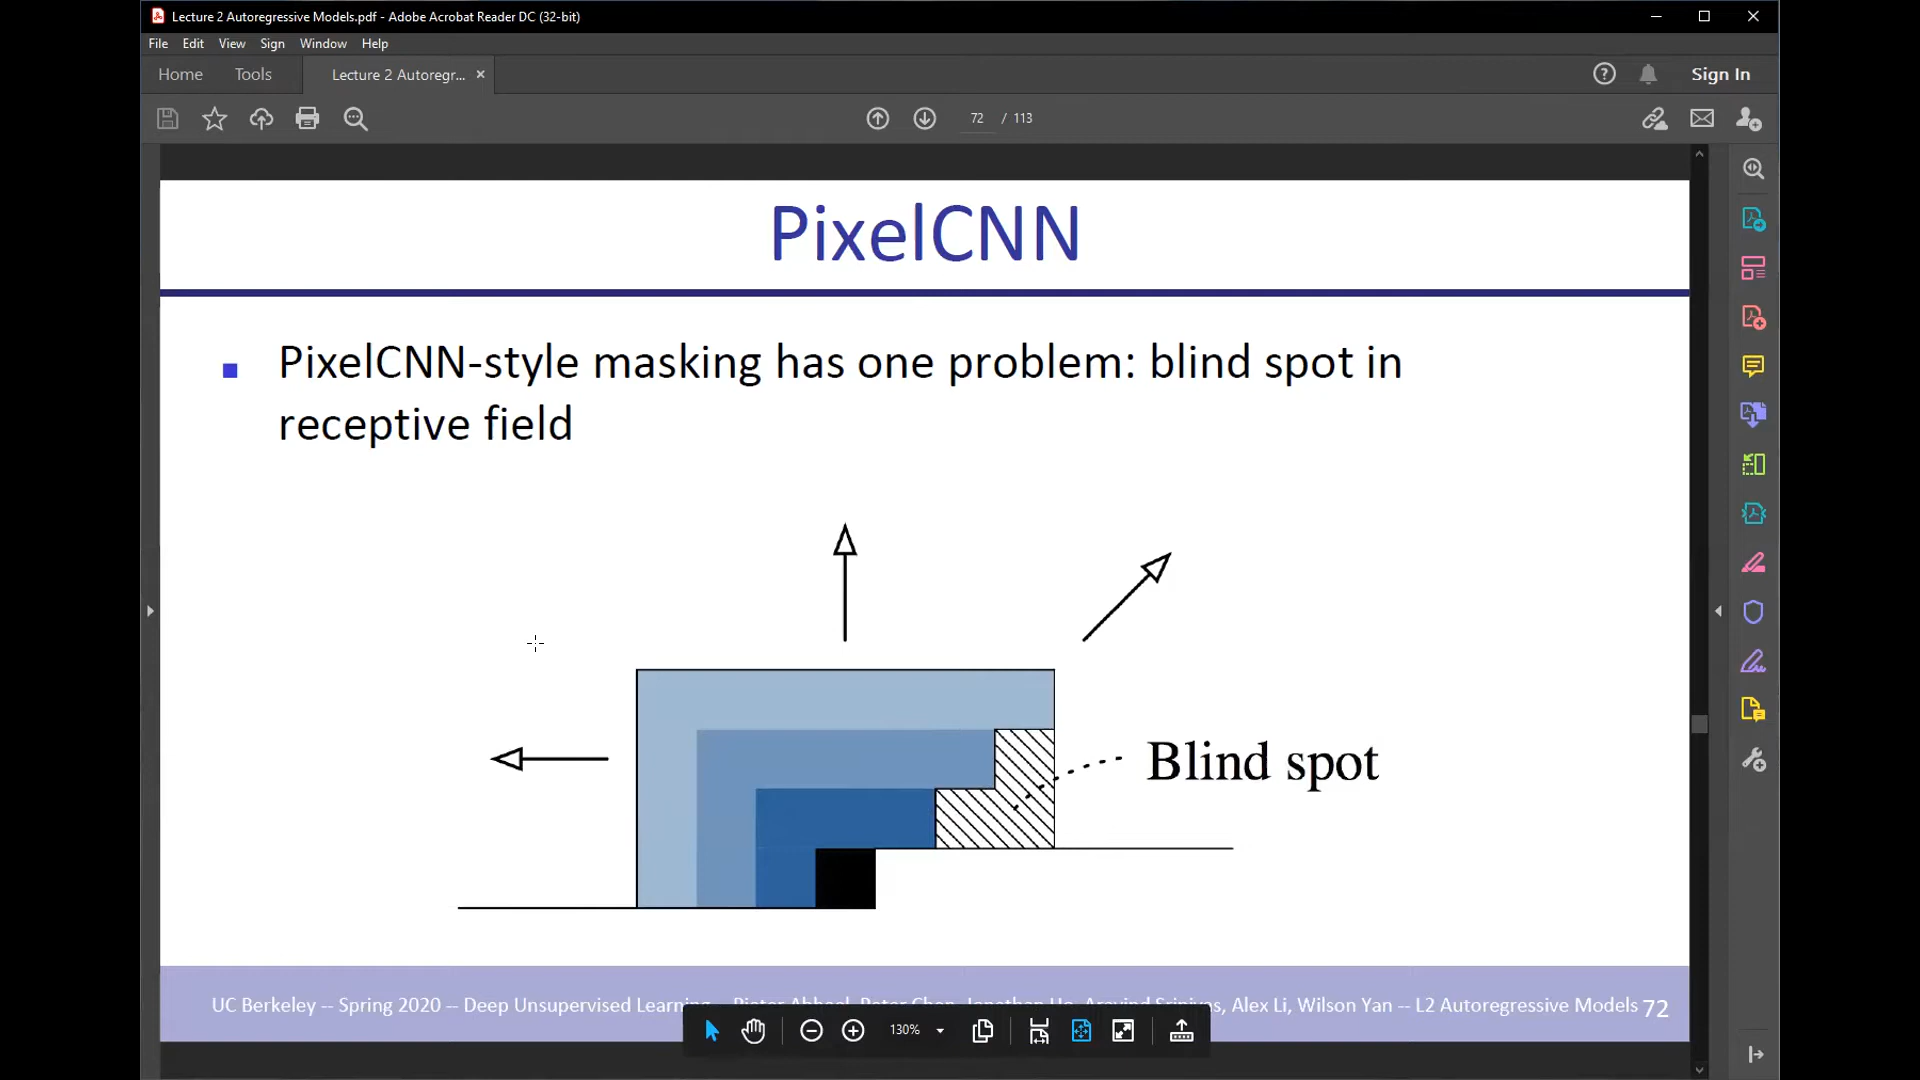 Lecture 2 Autoregressive Models.pdf - Adobe Acrobat Reader DC (32-bit)
File Edit View Sign Window Help
Home Tools Lecture 2 Autoregr... × Sign In
72 / 113
PixelCNN
PixelCNN-style masking has one problem: blind spot in
receptive field
Blind spot
UC Berkeley -- Spring 2020 -- Deep Unsupervised Learning -- Alex Li, Wilson Yan -- L2 Autoregressive Models 72
130%